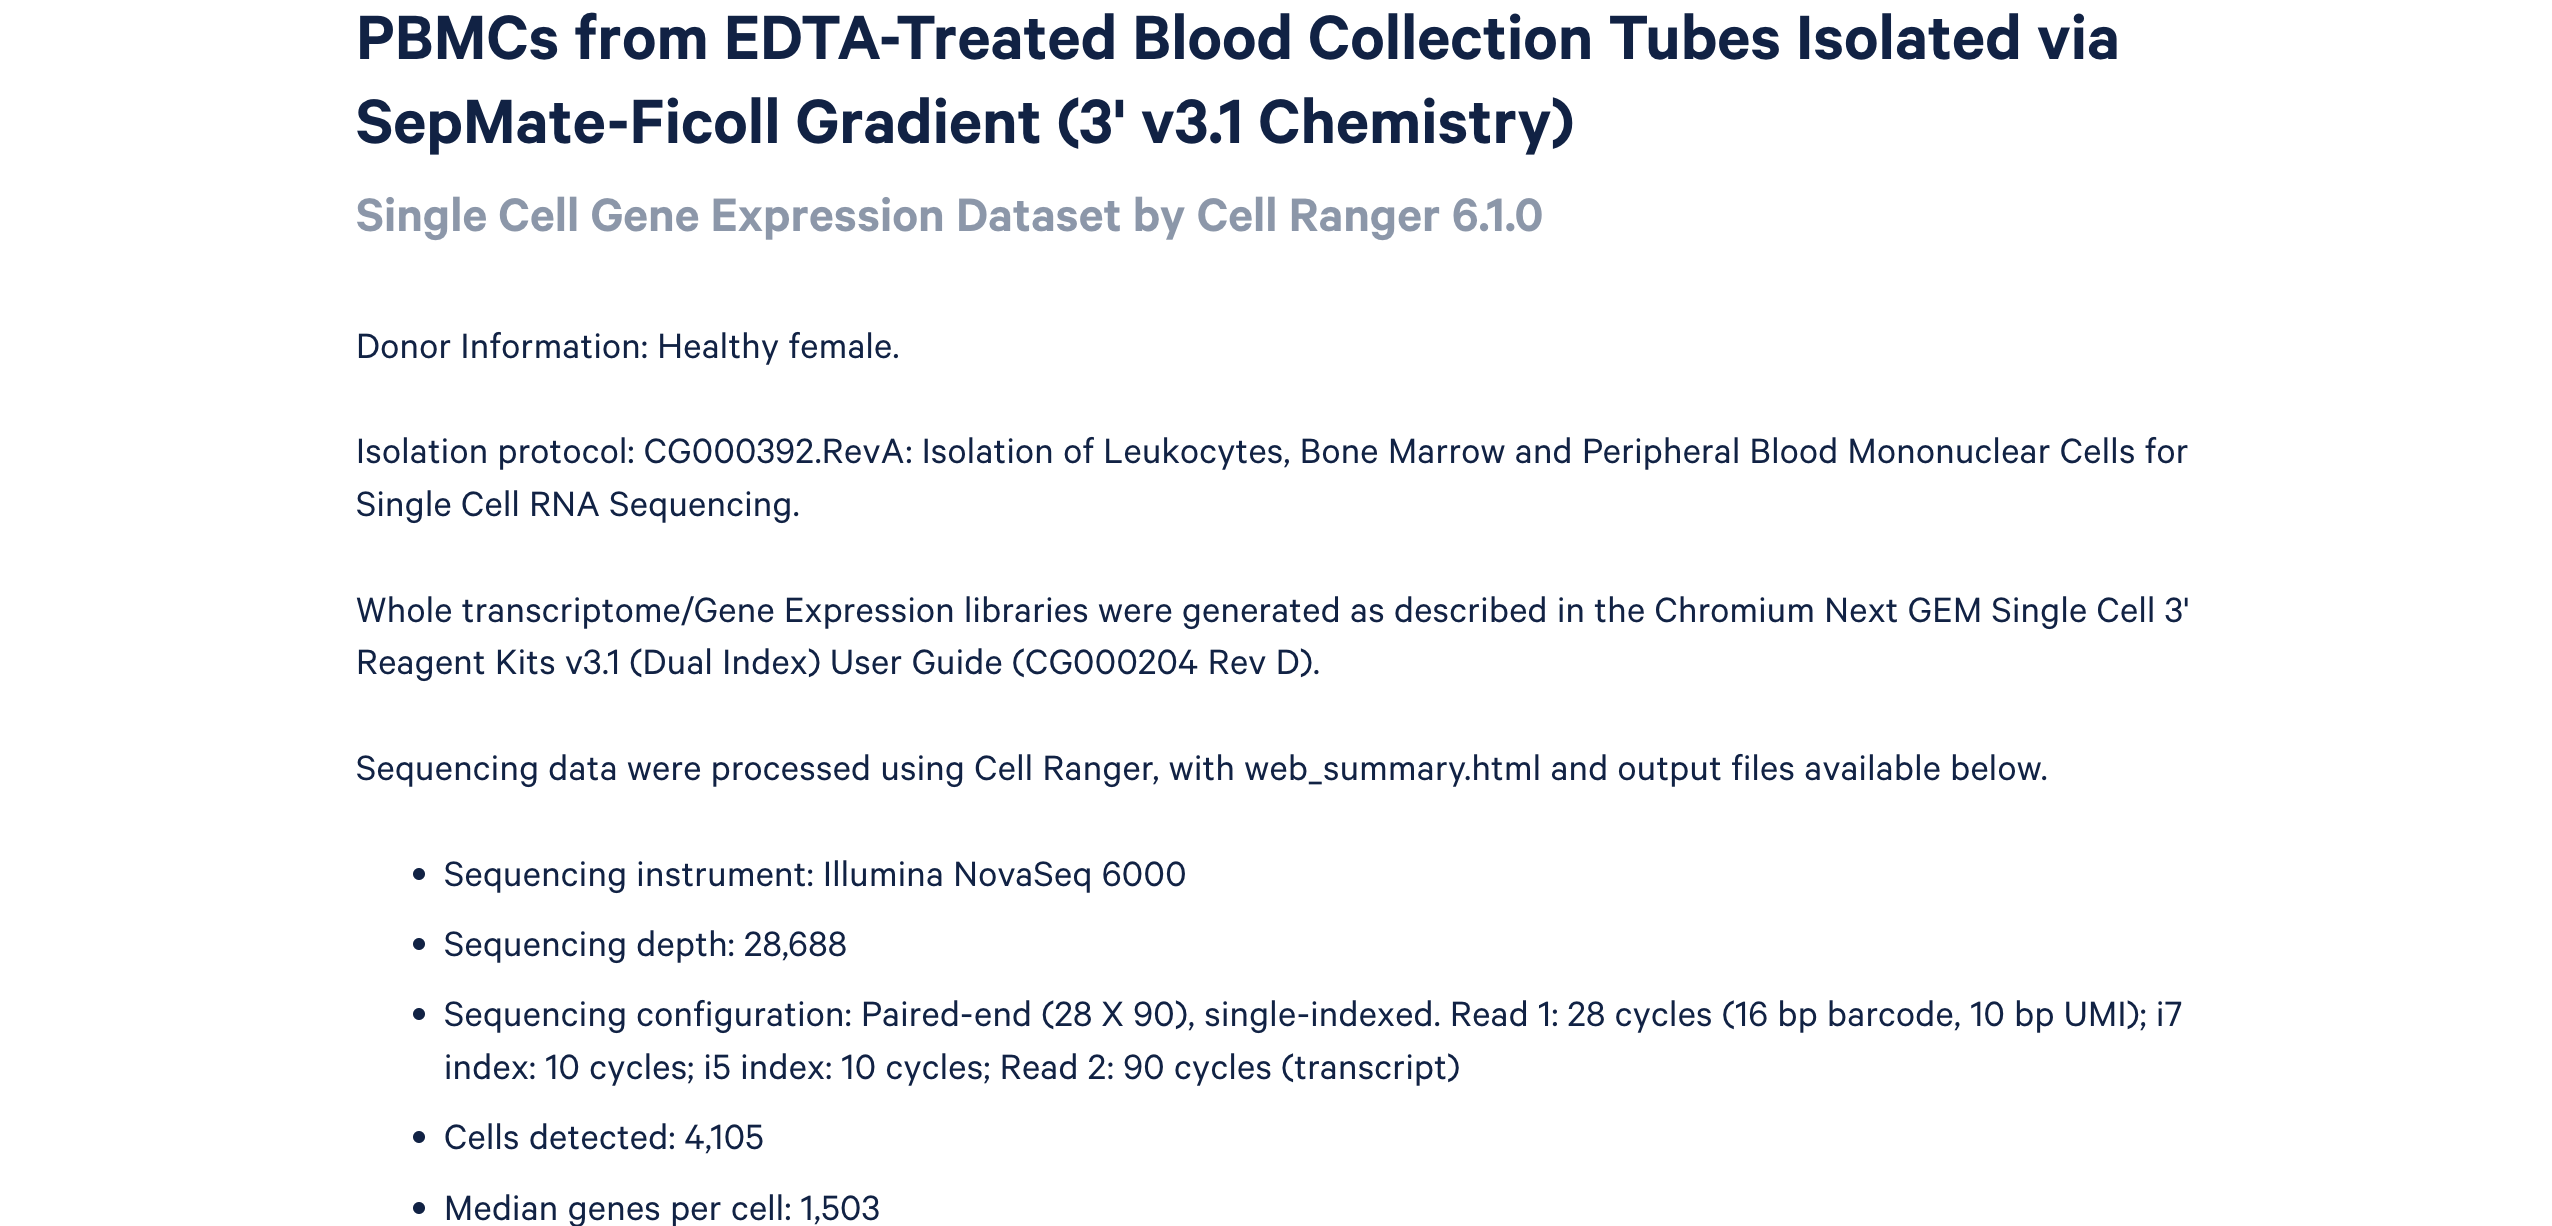 PBMCs from EDTA-Treated Blood Collection Tubes Isolated via
SepMate-Ficoll Gradient (3' v3.1 Chemistry)
Single Cell Gene Expression Dataset by Cell Ranger 6.1.0
Donor Information: Healthy female.
Isolation protocol: CG000392.RevA: Isolation of Leukocytes, Bone Marrow and Peripheral Blood Mononuclear Cells for
Single Cell RNA Sequencing.
Whole transcriptome/Gene Expression libraries were generated as described in the Chromium Next GEM Single Cell 3'
Reagent Kits v3.1 (Dual Index) User Guide (CG000204 Rev D).
Sequencing data were processed using Cell Ranger, with web_summary.html and output files available below.
• Sequencing instrument: Illumina NovaSeq 6000
• Sequencing depth: 28,688
• Sequencing configuration: Paired-end (28 X 90), single-indexed. Read 1: 28 cycles (16 bp barcode, 10 bp UMI); i7
index: 10 cycles; i5 index: 10 cycles; Read 2: 90 cycles (transcript)
• Cells detected: 4,105
• Median genes per cell: 1,503